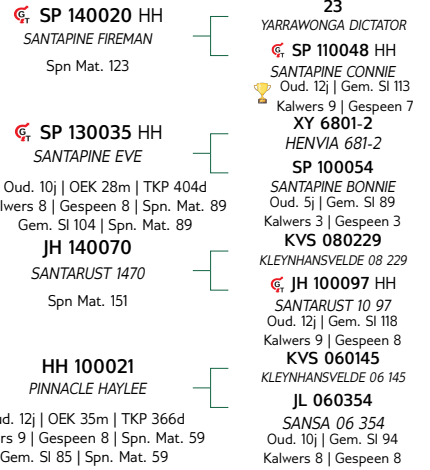 SP 140020 HH
SANTAPINE FIREMAN
Spn Mat. 123
SP 130035 HH
SANTAPINE EVE
Oud. 10j | OEK 28m | TKP 404d
lwers 8 | Gespeen 8 | Spn. Mat. 89
Gem. SI 104 | Spn. Mat. 89
JH 140070
SANTARUST 1470
Spn Mat. 151
HH 100021
PINNACLE HAYLEE
ud. 12j | OEK 35m | TKP 366d
rs 9 | Gespeen 8 | Spn. Mat. 59
Gem. SI 85 | Spn. Mat. 59
23
YARRAWONGA DICTATOR
SP 110048 HH
SANTAPINE CONNIE
Oud. 12j | Gem. SI 113
Kalwers 9 | Gespeen 7
XY 6801-2
HENVIA 681-2
SP 100054
SANTAPINE BONNIE
Oud. 5j | Gem. SI 89
Kalwers 3 | Gespeen 3
KVS 080229
KLEYNHANSVELDE 08 229
JH 100097 HH
SANTARUST 10 97
Oud. 12j | Gem. SI 118
Kalwers 9 | Gespeen 8
KVS 060145
KLEYNHANSVELDE 06 145
JL 060354
SANSA 06 354
Oud. 10j | Gem. SI 94
Kalwers 8 | Gespeen 8